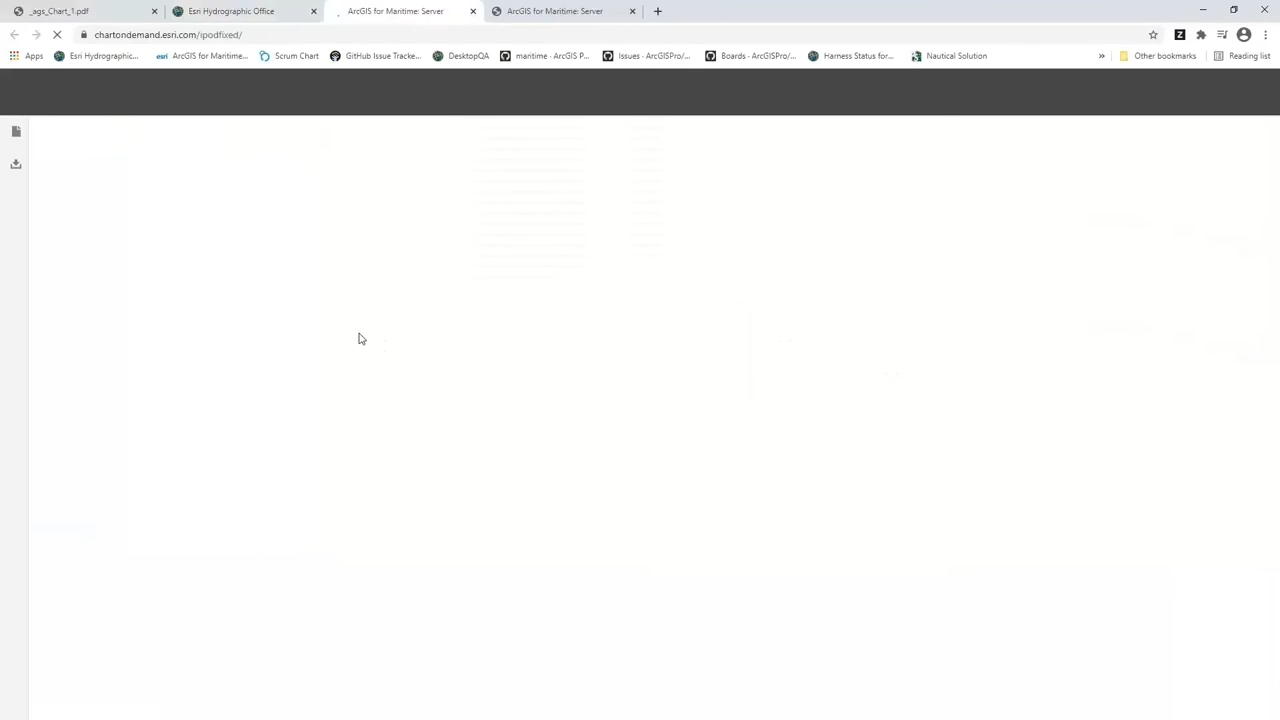 _ags_Chart_1.pdf
Esri Hydrographic Office
ArcGIS for Maritime: Server
ArcGIS for Maritime: Server
chartondemand.esri.com/ipodfixed/
Apps
Esri Hydrographic...
esri ArcGIS for Maritime...
Scrum Chart
GitHub Issue Tracke...
DesktopQA
maritime - ArcGIS P...
Issues - ArcGISPro/...
Boards - ArcGISPro/...
Harness Status for...
Nautical Solution
»
Other bookmarks
Reading list